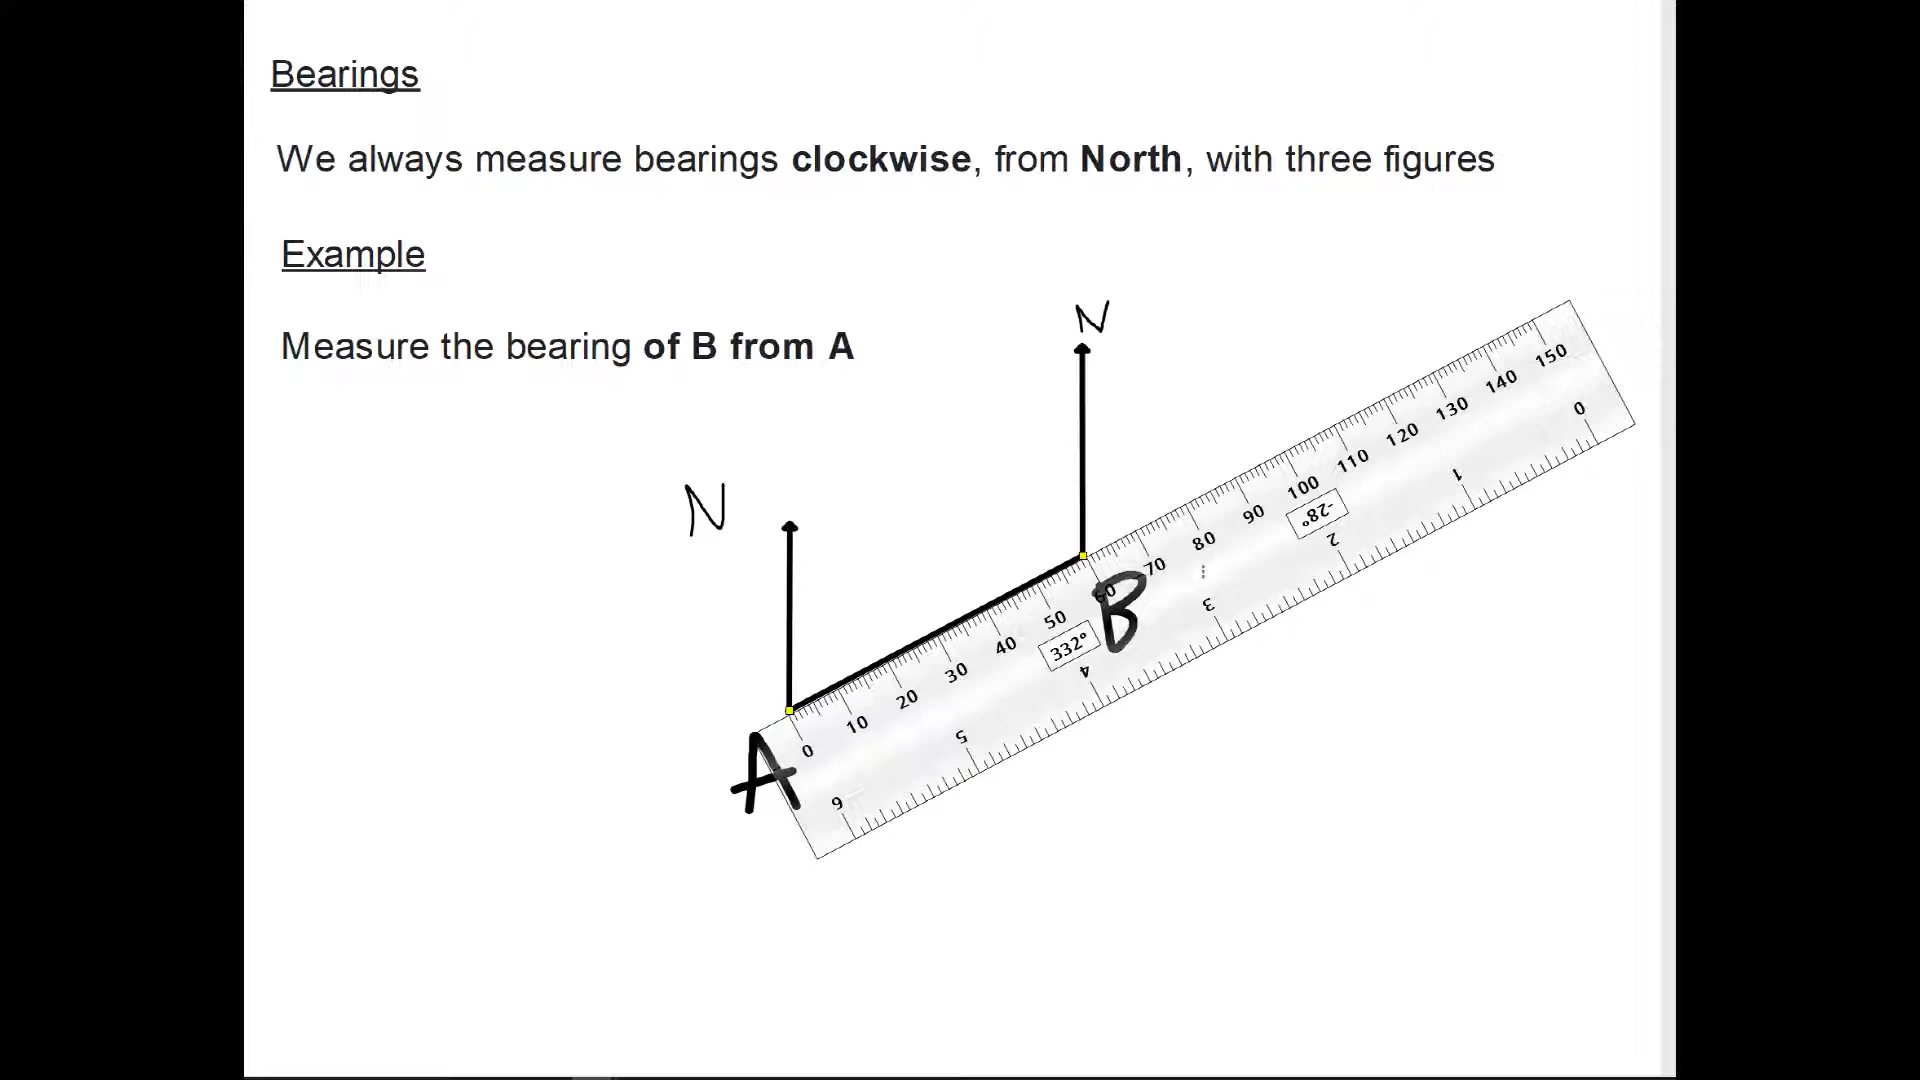 Bearings
We always measure bearings clockwise, from North, with three figures
Example
N
Measure the bearing of B from A
N
0 10 20 30 40 50 60 70 80 90 100 110 120 130 140 150
332°
-28°
B
A
6 5 4 3 2 1 0